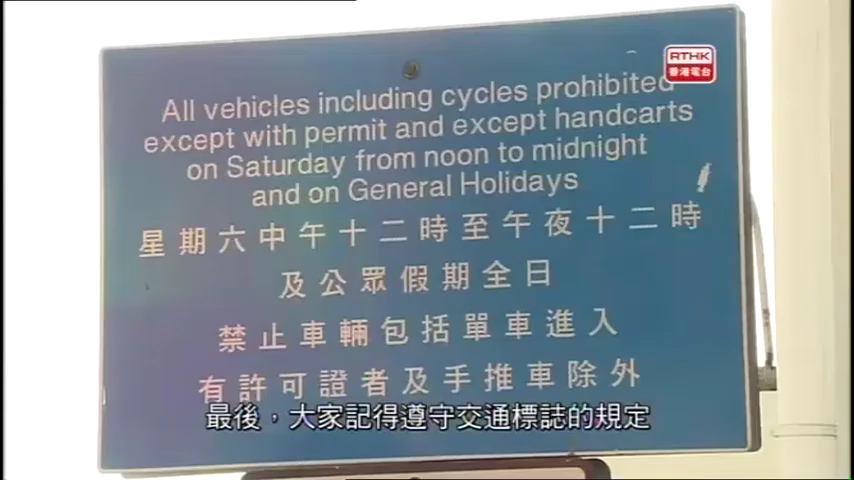 RTHK
香港電台
All vehicles including cycles prohibited
except with permit and except handcarts
on Saturday from noon to midnight
and on General Holidays
星期六中午十二時至午夜十二時
及公眾假期全日
禁止車輛包括單車進入
有許可證者及手推車除外
最後，大家記得遵守交通標誌的規定